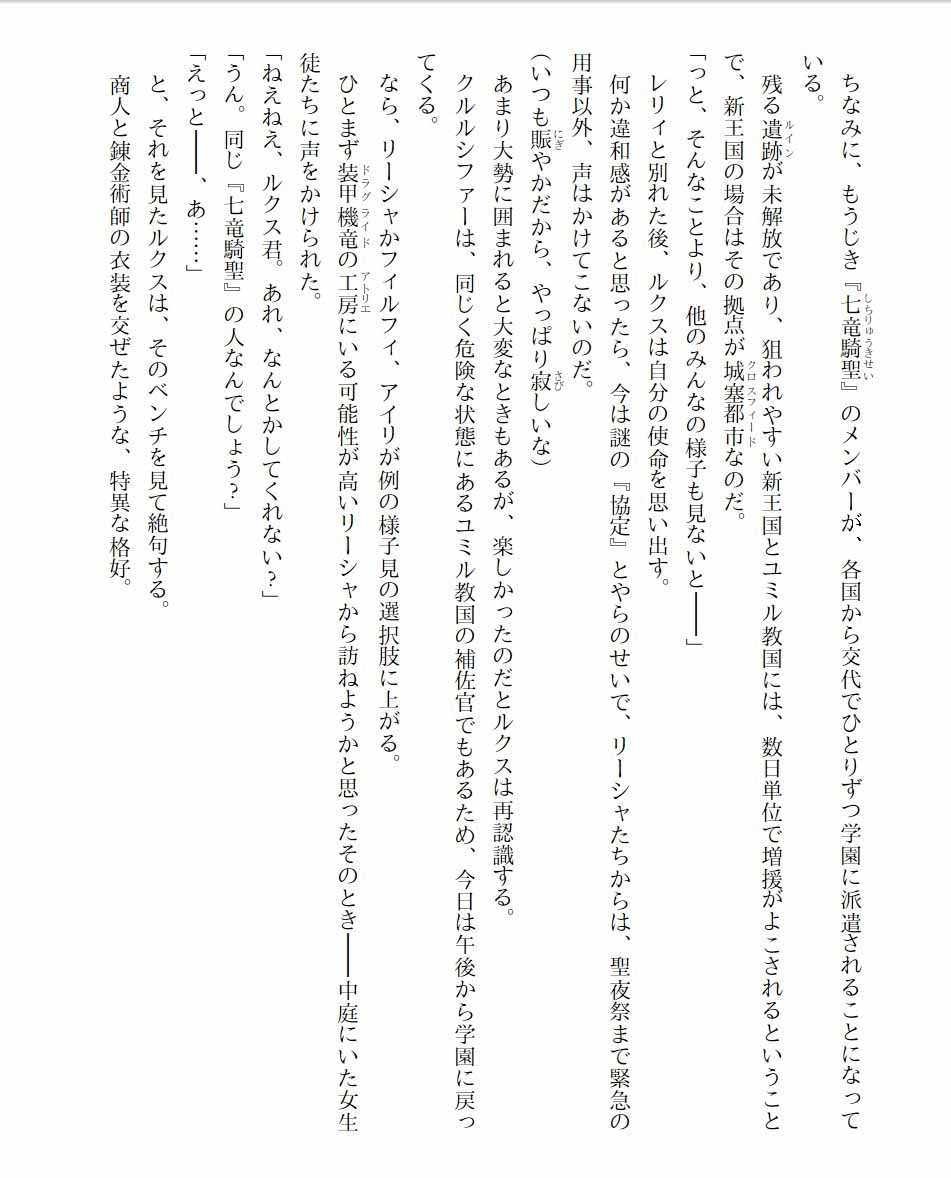 ちなみに、もうじき『七竜騎聖』のメンバーが、各国から交代でひとりずつ学園に派遣されることになって
いる。
残る遺跡が未解放であり、狙われやすい新王国とユミル教国には、数日単位で増援がよこされるということ
で、新王国の場合はその拠点が城塞都市なのだ。
「っと、そんなことより、他のみんなの様子も見ないと――」
レリィと別れた後、ルクスは自分の使命を思い出す。
何か違和感があると思ったら、今は謎の『協定』とやらのせいで、リーシャたちからは、聖夜祭まで緊急の
用事以外、声はかけてこないのだ。
(いつも賑やかだから、やっぱり寂しいな)
あまり大勢に囲まれると大変なときもあるが、楽しかったのだとルクスは再認識する。
クルルシファーは、同じく危険な状態にあるユミル教国の補佐官でもあるため、今日は午後から学園に戻っ
てくる。
なら、リーシャかフィルフィ、アイリが例の様子見の選択肢に上がる。
ひとまず装甲機竜の工房にいる可能性が高いリーシャから訪ねようかと思ったそのとき――中庭にいた女生
徒たちに声をかけられた。
「ねえねえ、ルクス君。あれ、なんとかしてくれない?」
「うん。同じ『七竜騎聖』の人なんでしょう?」
「えっと――、あ……」
と、それを見たルクスは、そのベンチを見て絶句する。
商人と錬金術師の衣装を交ぜたような、特異な格好。